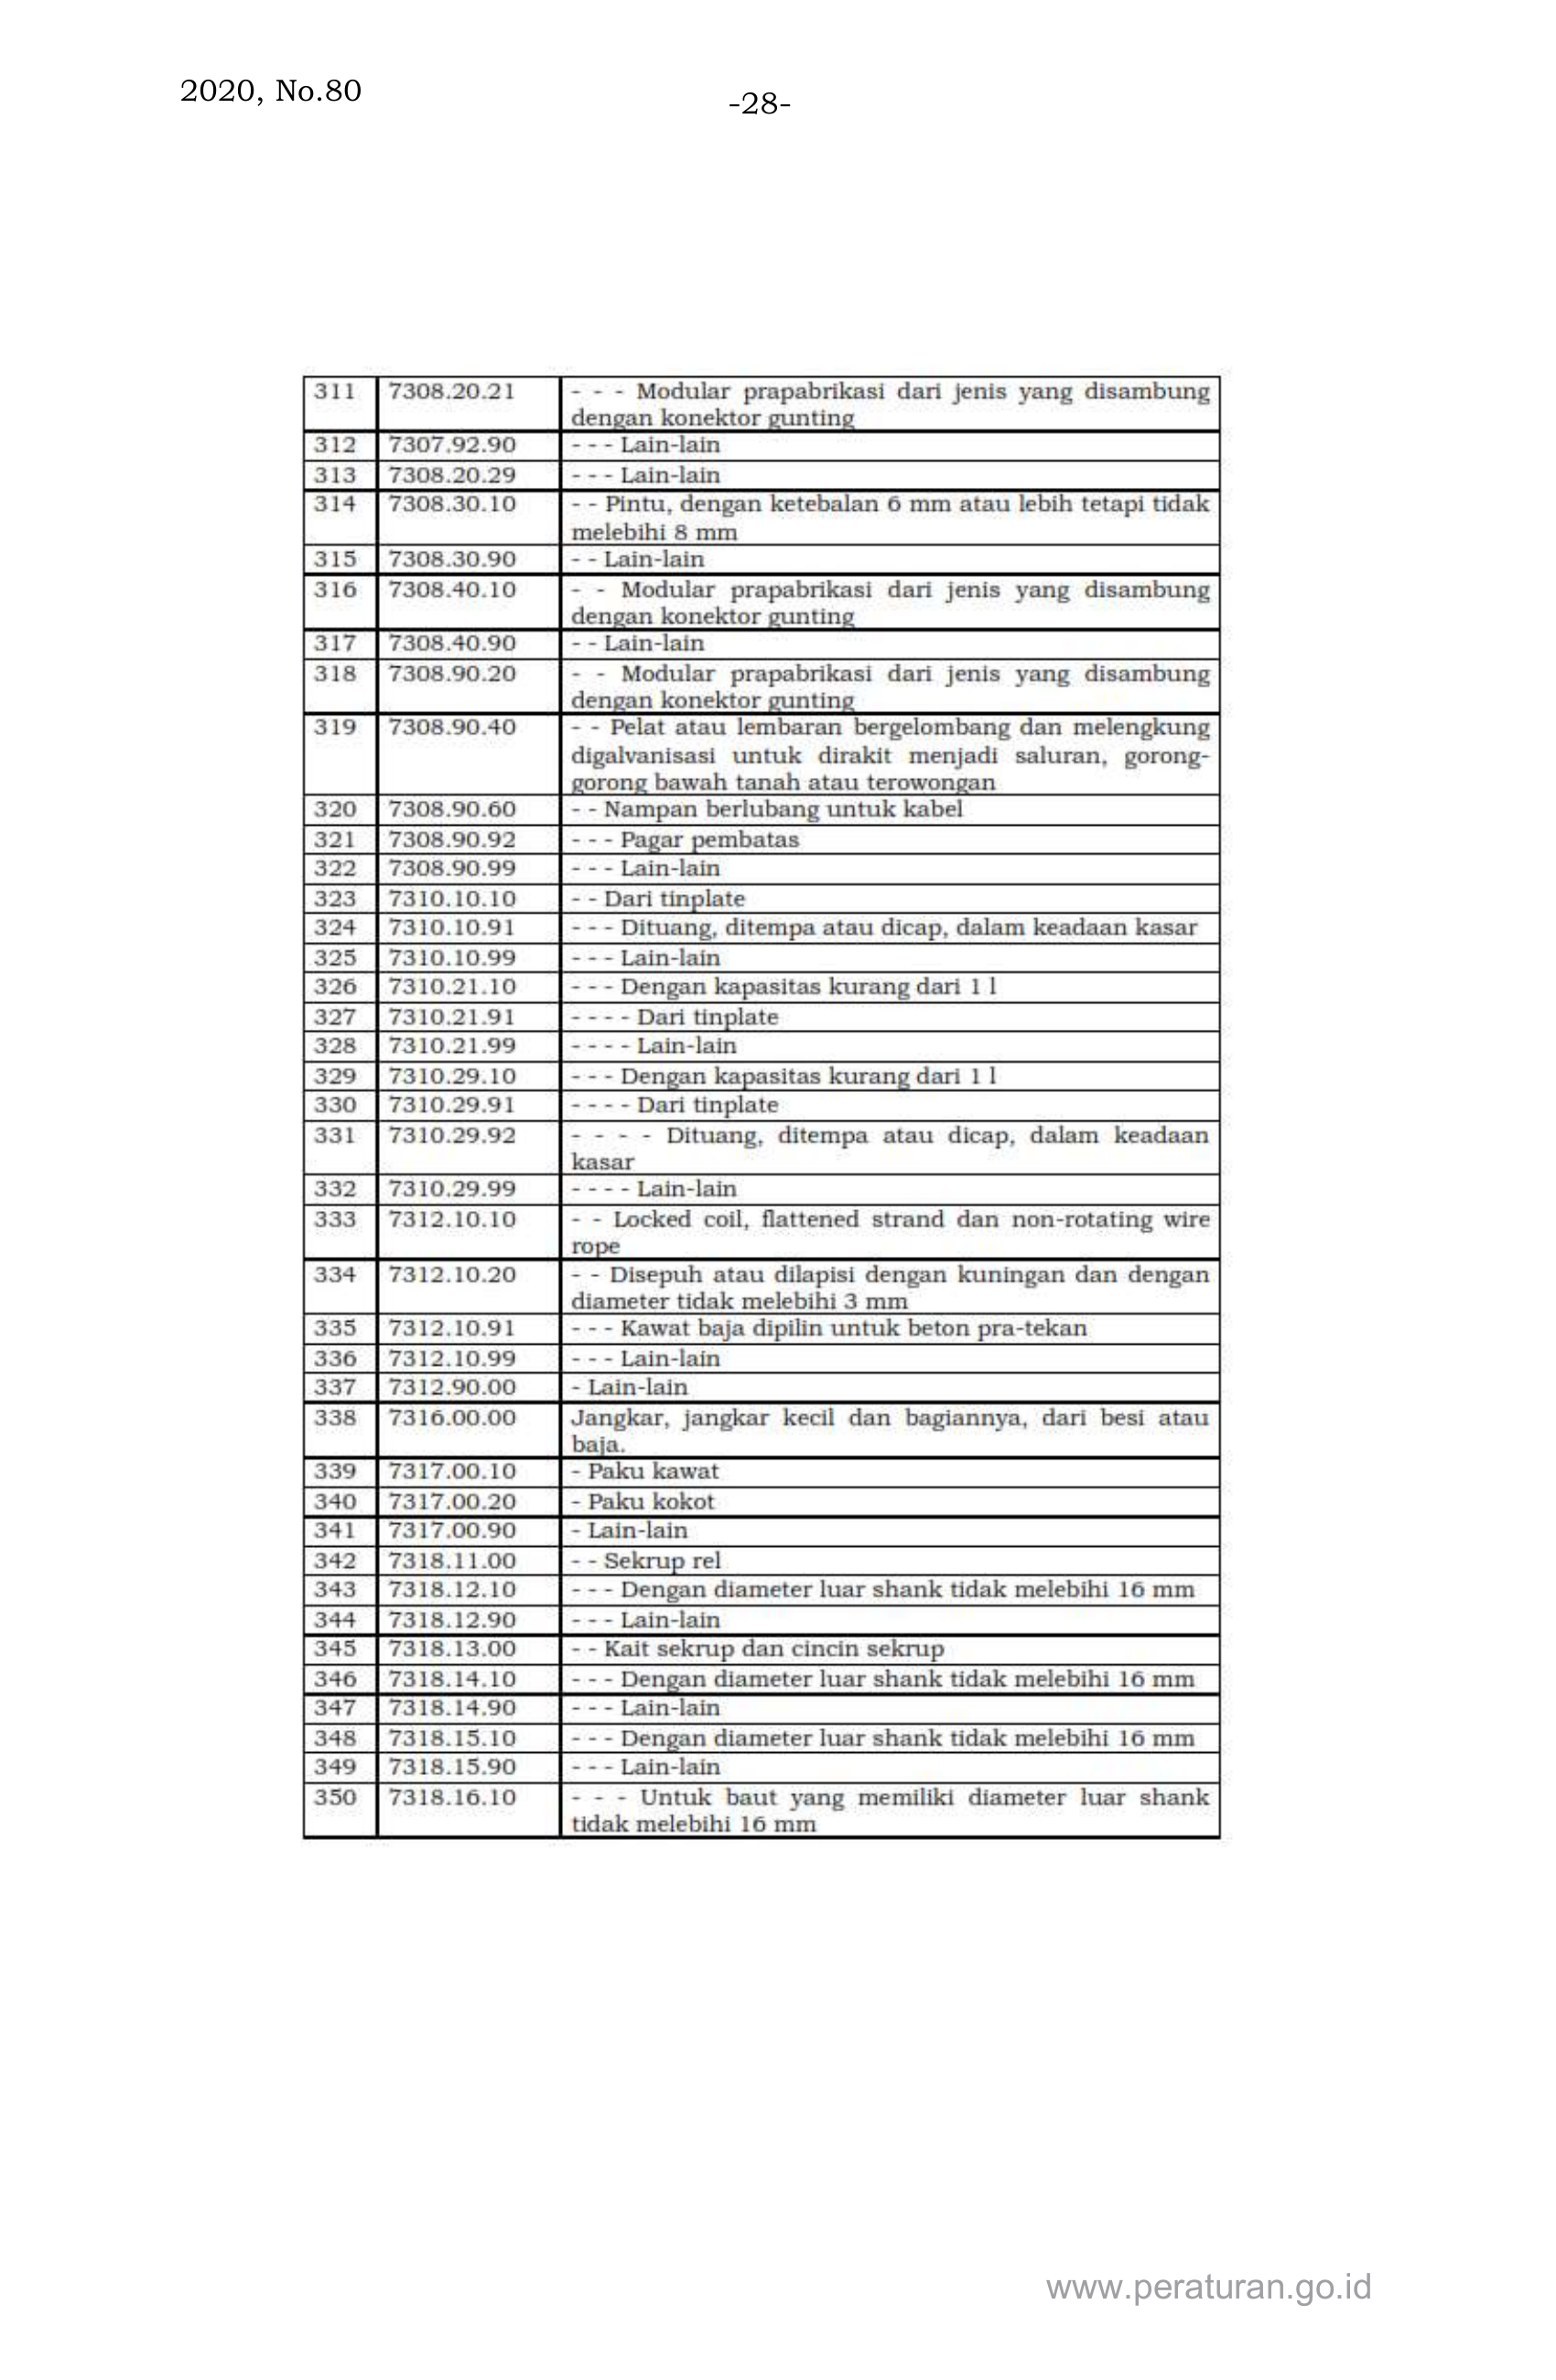 2020, No.80
-28-
311 7308.20.21 - - - Modular prapabrikasi dari jenis yang disambung
dengan konektor gunting
312 7307.92.90 - - - Lain-lain
313 7308.20.29 - - - Lain-lain
314 7308.30.10 - - Pintu, dengan ketebalan 6 mm atau lebih tetapi tidak
melebihi 8 mm
315 7308.30.90 - - Lain-lain
316 7308.40.10 - - Modular prapabrikasi dari jenis yang disambung
dengan konektor gunting
317 7308.40.90 - - Lain-lain
318 7308.90.20 - - Modular prapabrikasi dari jenis yang disambung
dengan konektor gunting
319 7308.90.40 - - Pelat atau lembaran bergelombang dan melengkung
digalvanisasi untuk dirakit menjadi saluran, gorong-
gorong bawah tanah atau terowongan
320 7308.90.60 - - Nampan berlubang untuk kabel
321 7308.90.92 - - - Pagar pembatas
322 7308.90.99 - - - Lain-lain
323 7310.10.10 - - Dari tinplate
324 7310.10.91 - - - Dituang, ditempa atau dicap, dalam keadaan kasar
325 7310.10.99 - - - Lain-lain
326 7310.21.10 - - - Dengan kapasitas kurang dari 1 l
327 7310.21.91 - - - - Dari tinplate
328 7310.21.99 - - - - Lain-lain
329 7310.29.10 - - - Dengan kapasitas kurang dari 1 l
330 7310.29.91 - - - - Dari tinplate
331 7310.29.92 - - - - Dituang, ditempa atau dicap, dalam keadaan
kasar
332 7310.29.99 - - - - Lain-lain
333 7312.10.10 - - Locked coil, flattened strand dan non-rotating wire
rope
334 7312.10.20 - - Disepuh atau dilapisi dengan kuningan dan dengan
diameter tidak melebihi 3 mm
335 7312.10.91 - - - Kawat baja dipilin untuk beton pra-tekan
336 7312.10.99 - - - Lain-lain
337 7312.90.00 - Lain-lain
338 7316.00.00 Jangkar, jangkar kecil dan bagiannya, dari besi atau
baja.
339 7317.00.10 - Paku kawat
340 7317.00.20 - Paku kokot
341 7317.00.90 - Lain-lain
342 7318.11.00 - - Sekrup rel
343 7318.12.10 - - - Dengan diameter luar shank tidak melebihi 16 mm
344 7318.12.90 - - - Lain-lain
345 7318.13.00 - - Kait sekrup dan cincin sekrup
346 7318.14.10 - - - Dengan diameter luar shank tidak melebihi 16 mm
347 7318.14.90 - - - Lain-lain
348 7318.15.10 - - - Dengan diameter luar shank tidak melebihi 16 mm
349 7318.15.90 - - - Lain-lain
350 7318.16.10 - - - Untuk baut yang memiliki diameter luar shank
tidak melebihi 16 mm
www.peraturan.go.id